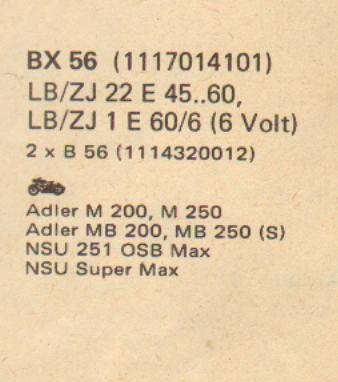 BX 56 (1117014101)
LB/ZJ 22 E 45..60,
LB/ZJ 1 E 60/6 (6 Volt)
2 x B 56 (1114320012)
Adler M 200, M 250
Adler MB 200, MB 250 (S)
NSU 251 OSB Max
NSU Super Max